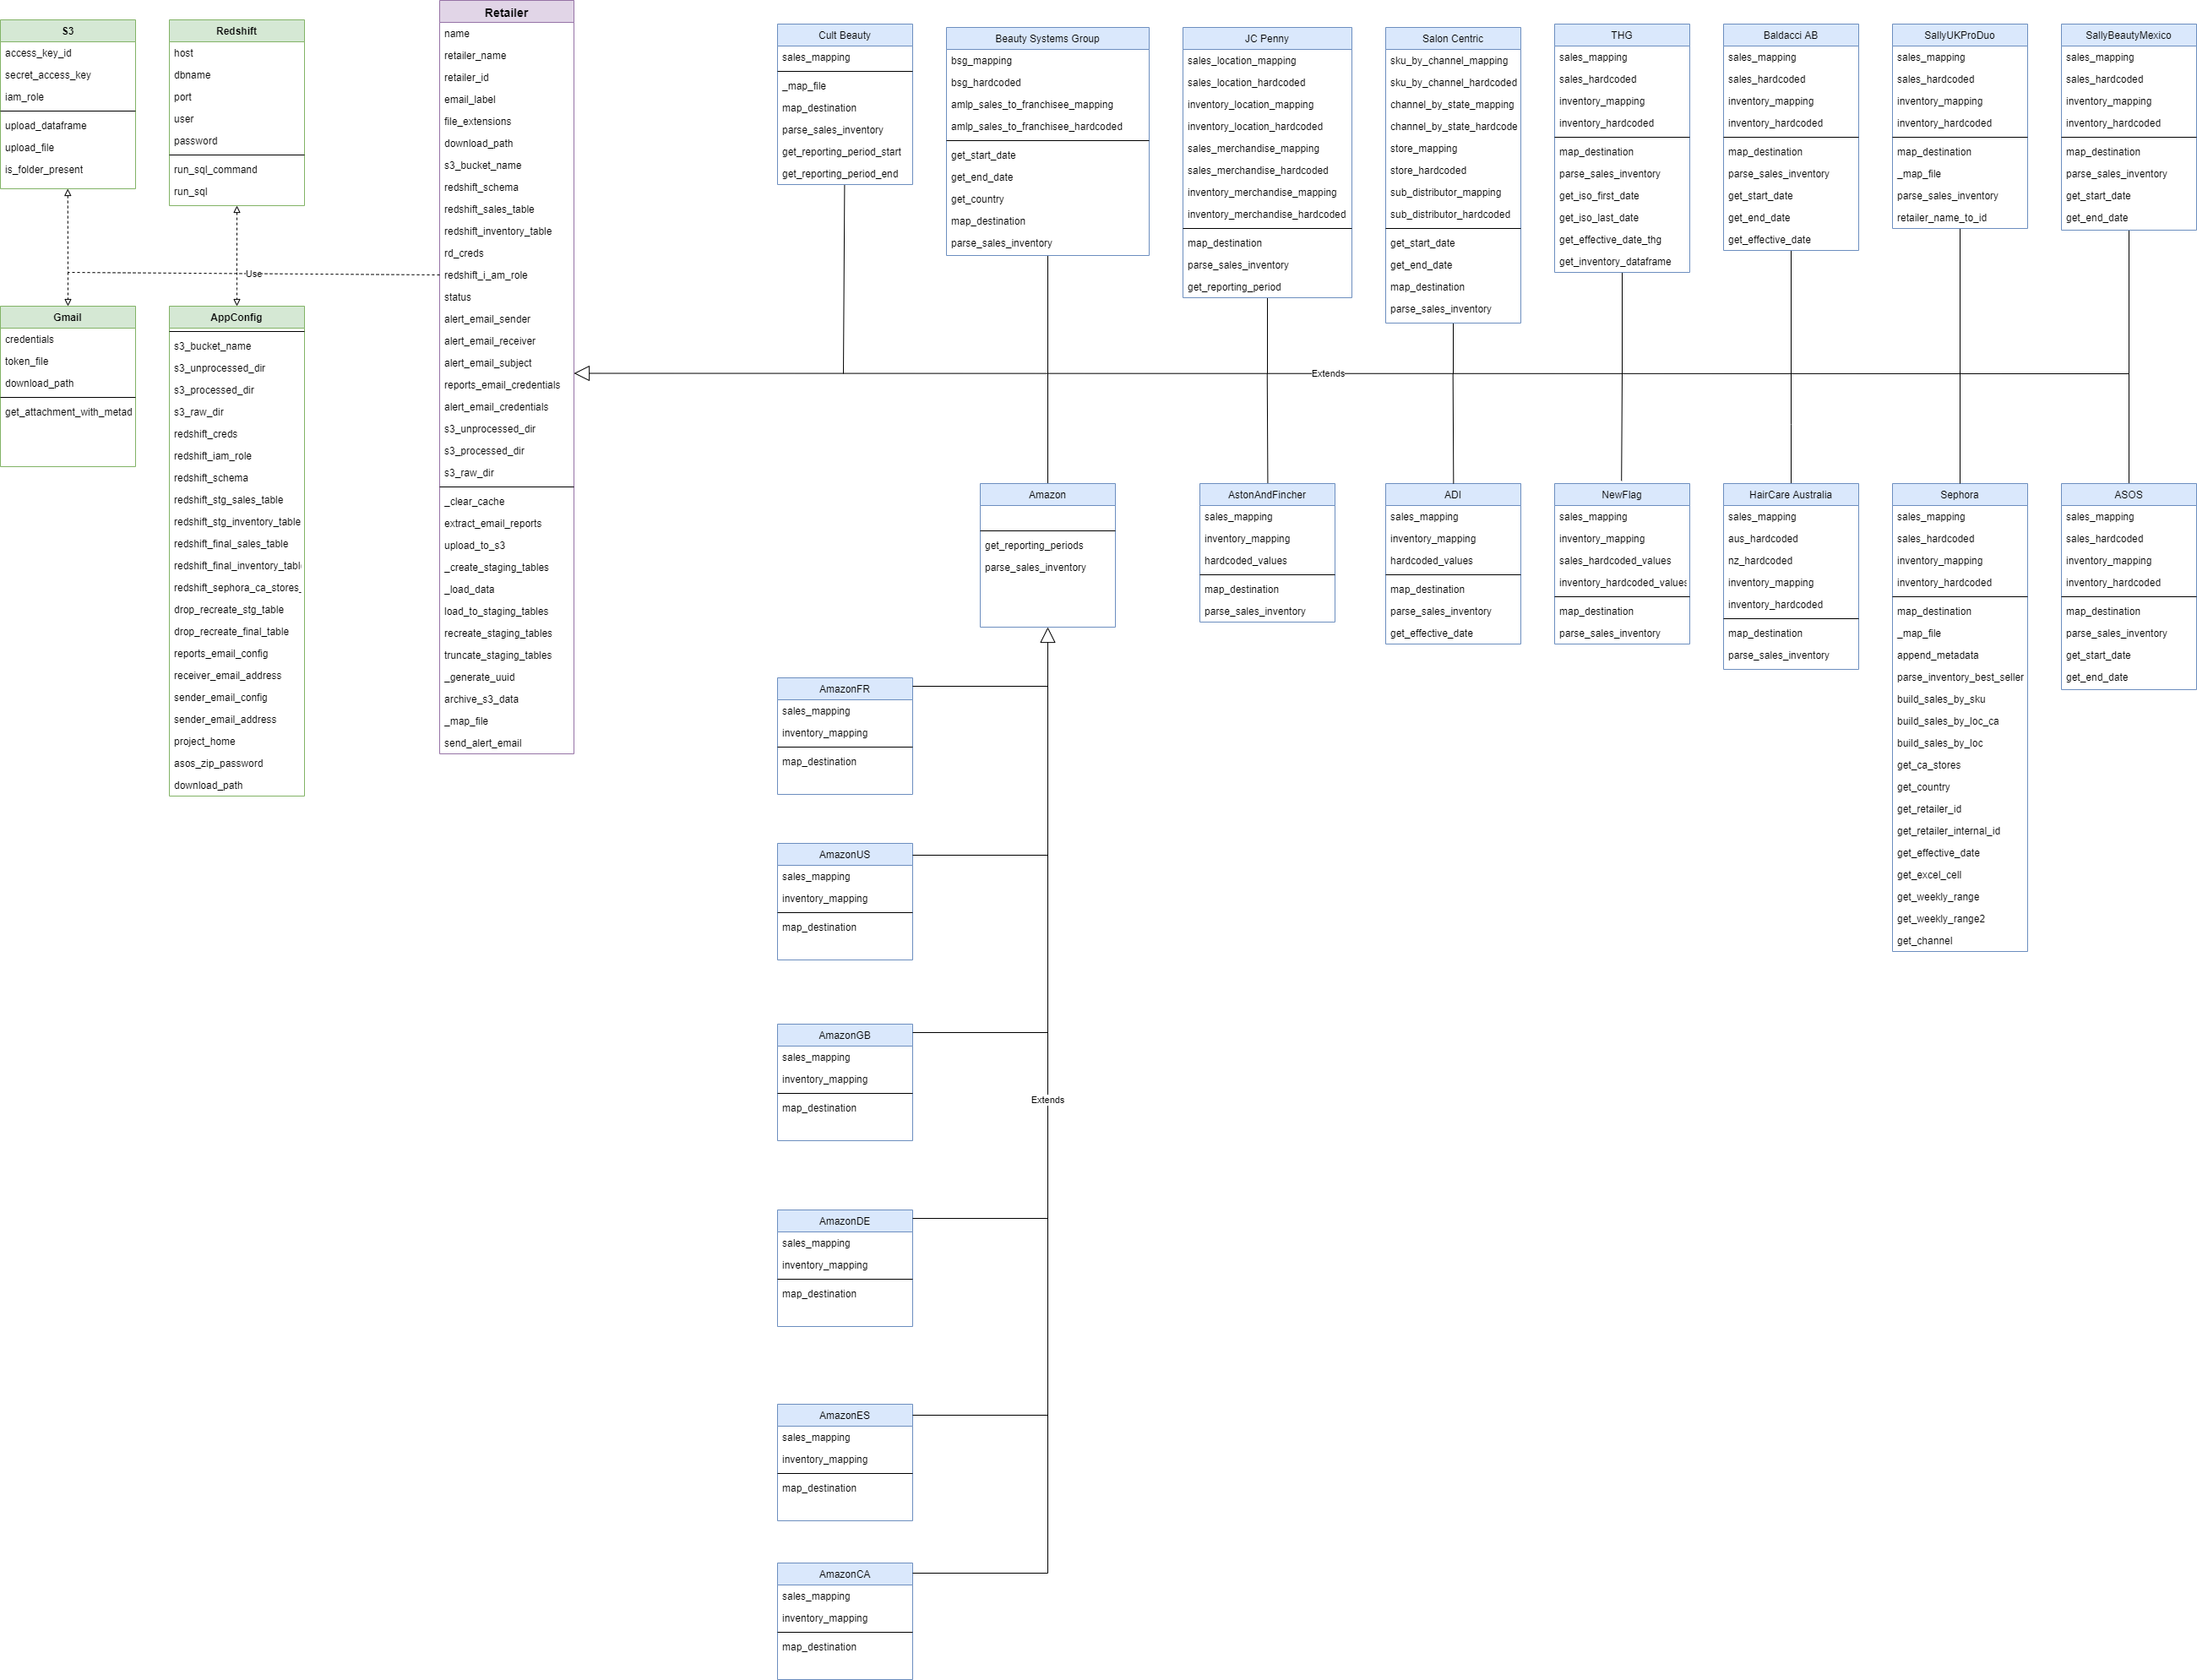 S3
access_key_id
secret_access_key
iam_role
upload_dataframe
upload_file
is_folder_present
Redshift
host
dbname
port
user
password
run_sql_command
run_sql
Use
Gmail
credentials
token_file
download_path
get_attachment_with_metad
AppConfig
s3_bucket_name
s3_unprocessed_dir
s3_processed_dir
s3_raw_dir
redshift_creds
redshift_iam_role
redshift_schema
redshift_stg_sales_table
redshift_stg_inventory_table
redshift_final_sales_table
redshift_final_inventory_tabl
redshift_sephora_ca_stores_
drop_recreate_stg_table
drop_recreate_final_table
reports_email_config
receiver_email_address
sender_email_config
sender_email_address
project_home
asos_zip_password
download_path
Retailer
name
retailer_name
retailer_id
email_label
file_extensions
download_path
s3_bucket_name
redshift_schema
redshift_sales_table
redshift_inventory_table
rd_creds
redshift_i_am_role
status
alert_email_sender
alert_email_receiver
alert_email_subject
reports_email_credentials
alert_email_credentials
s3_unprocessed_dir
s3_processed_dir
s3_raw_dir
_clear_cache
extract_email_reports
upload_to_s3
_create_staging_tables
_load_data
load_to_staging_tables
recreate_staging_tables
truncate_staging_tables
_generate_uuid
archive_s3_data
_map_file
send_alert_email
Cult Beauty
sales_mapping
_map_file
map_destination
parse_sales_inventory
get_reporting_period_start
get_reporting_period_end
Beauty Systems Group
bsg_mapping
bsg_hardcoded
amlp_sales_to_franchisee_mapping
amlp_sales_to_franchisee_hardcoded
get_start_date
get_end_date
get_country
map_destination
parse_sales_inventory
JC Penny
sales_location_mapping
sales_location_hardcoded
inventory_location_mapping
inventory_location_hardcoded
sales_merchandise_mapping
sales_merchandise_hardcoded
inventory_merchandise_mapping
inventory_merchandise_hardcoded
map_destination
parse_sales_inventory
get_reporting_period
Salon Centric
sku_by_channel_mapping
sku_by_channel_hardcoded
channel_by_state_mapping
channel_by_state_hardcode
store_mapping
store_hardcoded
sub_distributor_mapping
sub_distributor_hardcoded
get_start_date
get_end_date
map_destination
parse_sales_inventory
THG
sales_mapping
sales_hardcoded
inventory_mapping
inventory_hardcoded
map_destination
parse_sales_inventory
get_iso_first_date
get_iso_last_date
get_effective_date_thg
get_inventory_dataframe
Baldacci AB
sales_mapping
sales_hardcoded
inventory_mapping
inventory_hardcoded
map_destination
parse_sales_inventory
get_start_date
get_end_date
get_effective_date
SallyUKProDuo
sales_mapping
sales_hardcoded
inventory_mapping
inventory_hardcoded
map_destination
_map_file
parse_sales_inventory
retailer_name_to_id
SallyBeautyMexico
sales_mapping
sales_hardcoded
inventory_mapping
inventory_hardcoded
map_destination
parse_sales_inventory
get_start_date
get_end_date
Extends
Amazon
get_reporting_periods
parse_sales_inventory
AstonAndFincher
sales_mapping
inventory_mapping
hardcoded_values
map_destination
parse_sales_inventory
ADI
sales_mapping
inventory_mapping
hardcoded_values
map_destination
parse_sales_inventory
get_effective_date
NewFlag
sales_mapping
inventory_mapping
sales_hardcoded_values
inventory_hardcoded_values
map_destination
parse_sales_inventory
HairCare Australia
sales_mapping
aus_hardcoded
nz_hardcoded
inventory_mapping
inventory_hardcoded
map_destination
parse_sales_inventory
Sephora
sales_mapping
sales_hardcoded
inventory_mapping
inventory_hardcoded
map_destination
_map_file
append_metadata
parse_inventory_best_seller
build_sales_by_sku
build_sales_by_loc_ca
build_sales_by_loc
get_ca_stores
get_country
get_retailer_id
get_retailer_internal_id
get_effective_date
get_excel_cell
get_weekly_range
get_weekly_range2
get_channel
ASOS
sales_mapping
sales_hardcoded
inventory_mapping
inventory_hardcoded
map_destination
parse_sales_inventory
get_start_date
get_end_date
AmazonFR
sales_mapping
inventory_mapping
map_destination
AmazonUS
sales_mapping
inventory_mapping
map_destination
AmazonGB
sales_mapping
inventory_mapping
map_destination
Extends
AmazonDE
sales_mapping
inventory_mapping
map_destination
AmazonES
sales_mapping
inventory_mapping
map_destination
AmazonCA
sales_mapping
inventory_mapping
map_destination